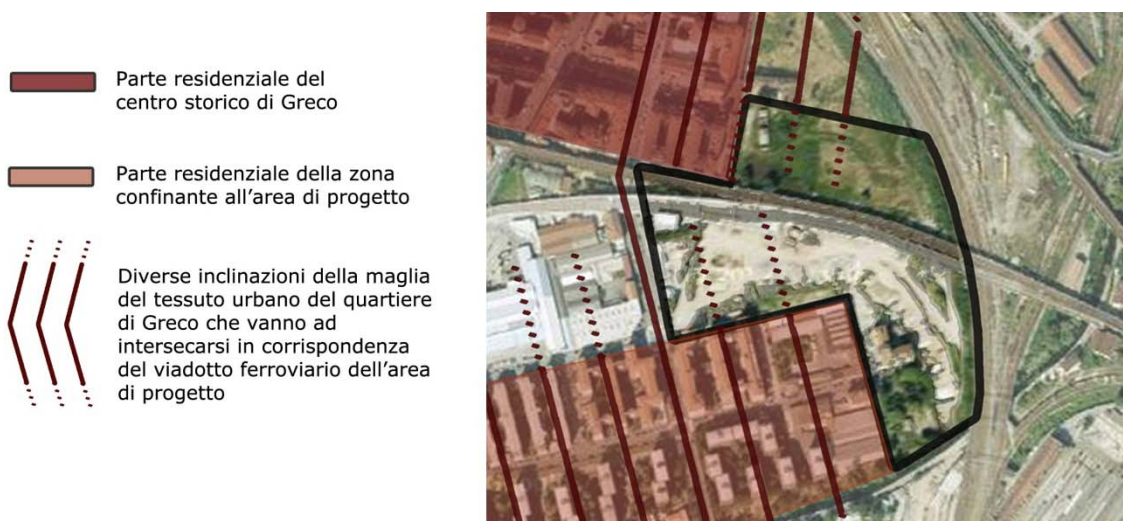 Parte residenziale del
centro storico di Greco
Parte residenziale della zona
confinante all'area di progetto
Diverse inclinazioni della maglia
del tessuto urbano del quartiere
di Greco che vanno ad
intersecarsi in corrispondenza
del viadotto ferroviario dell'area
di progetto